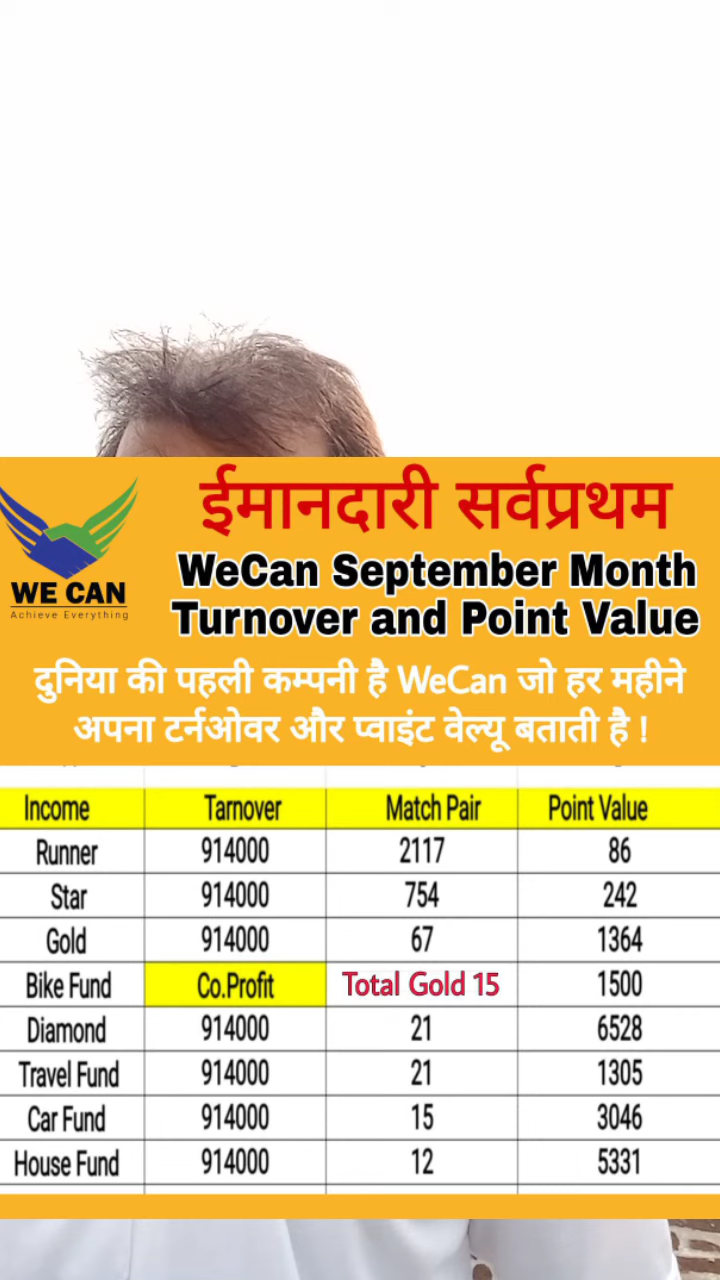 ईमानदारी सर्वप्रथम
WE CAN
Achieve Everything
WeCan September Month
Turnover and Point Value
दुनिया की पहली कम्पनी है WeCan जो हर महीने
अपना टर्नओवर और प्वाइंट वेल्यू बताती है !
Income Tarnover Match Pair Point Value
Runner 914000 2117 86
Star 914000 754 242
Gold 914000 67 1364
Bike Fund Co.Profit Total Gold 15 1500
Diamond 914000 21 6528
Travel Fund 914000 21 1305
Car Fund 914000 15 3046
House Fund 914000 12 5331